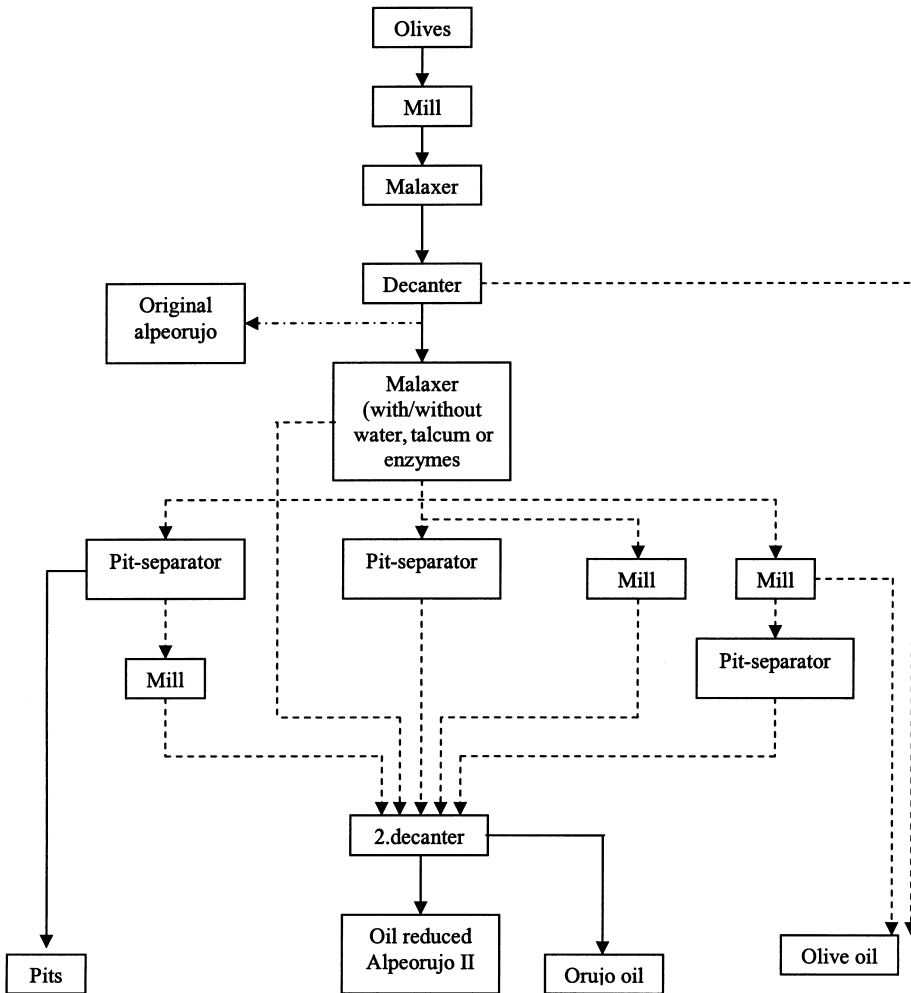 Olives
Mill
Malaxer
Decanter
Original
alpeorujo
Malaxer
(with/without
water, talcum or
enzymes
Pit-separator
Pit-separator
Mill
Mill
Mill
Pit-separator
2.decanter
Oil reduced
Alpeorujo II
Pits
Orujo oil
Olive oil